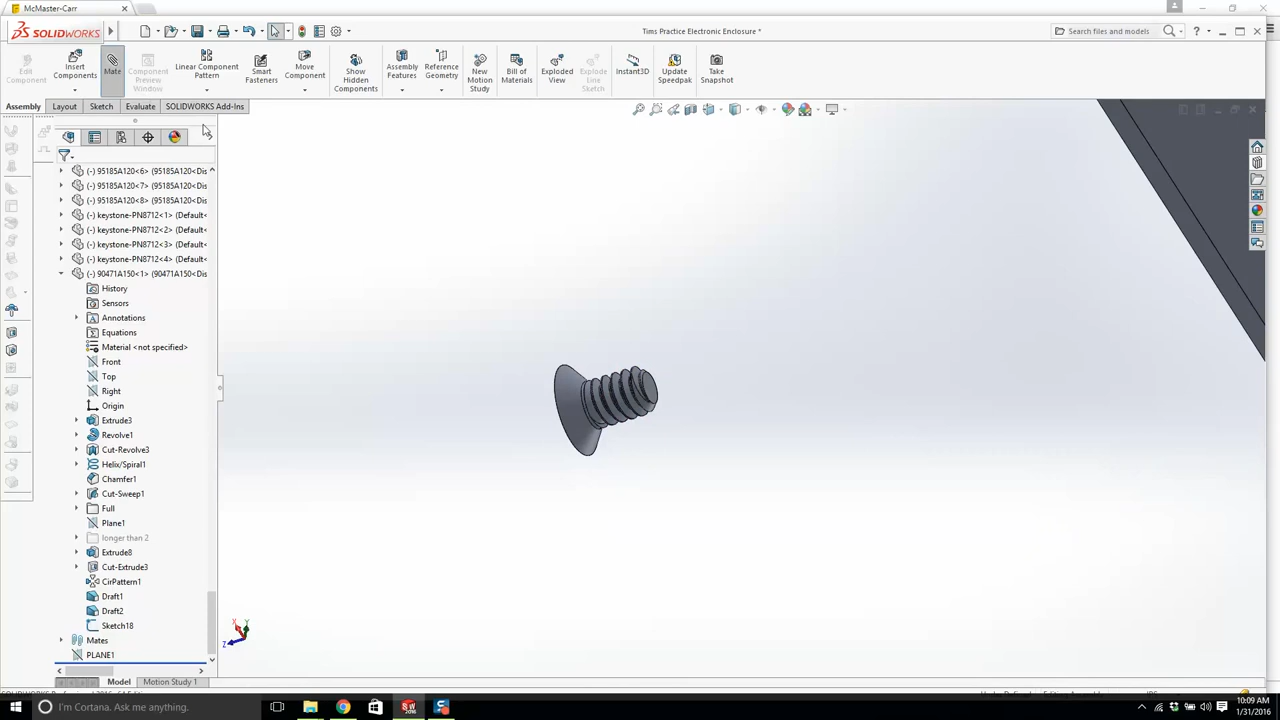 McMaster-Carr
SOLIDWORKS
Tims Practice Electronic Enclosure *
Search files and models
Edit Component
Insert Components
Mate
Component Preview Window
Linear Component Pattern
Smart Fasteners
Move Component
Show Hidden Components
Assembly Features
Reference Geometry
New Motion Study
Bill of Materials
Exploded View
Explode Line Sketch
Instant3D
Update Speedpak
Take Snapshot
Assembly Layout Sketch Evaluate SOLIDWORKS Add-Ins
(-) 95185A120<6> (95185A120<Dis
(-) 95185A120<7> (95185A120<Dis
(-) 95185A120<8> (95185A120<Dis
(-) keystone-PN8712<1> (Default<
(-) keystone-PN8712<2> (Default<
(-) keystone-PN8712<3> (Default<
(-) keystone-PN8712<4> (Default<
(-) 90471A150<1> (90471A150<Dis
History
Sensors
Annotations
Equations
Material <not specified>
Front
Top
Right
Origin
Extrude3
Revolve1
Cut-Revolve3
Helix/Spiral1
Chamfer1
Cut-Sweep1
Full
Plane1
longer than 2
Extrude8
Cut-Extrude3
CirPattern1
Draft1
Draft2
Sketch18
Mates
PLANE1
X Y Z
Model Motion Study 1
I'm Cortana. Ask me anything.
10:09 AM
1/31/2016